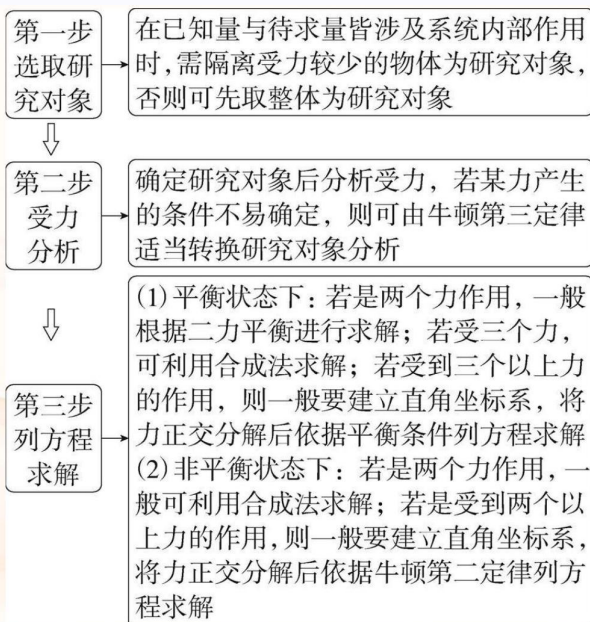 第一步
选取研
究对象
在已知量与待求量皆涉及系统内部作用
时,需隔离受力较少的物体为研究对象,
否则可先取整体为研究对象
第二步
受力
分析
确定研究对象后分析受力，若某力产生
的条件不易确定，则可由牛顿第三定律
适当转换研究对象分析
第三步
列方程
求解
(1)平衡状态下：若是两个力作用，一般
根据二力平衡进行求解；若受三个力，
可利用合成法求解；若受到三个以上力
的作用，则一般要建立直角坐标系，将
力正交分解后依据平衡条件列方程求解
(2)非平衡状态下：若是两个力作用,一
般可利用合成法求解；若是受到两个以
上力的作用,则一般要建立直角坐标系，
将力正交分解后依据牛顿第二定律列方
程求解